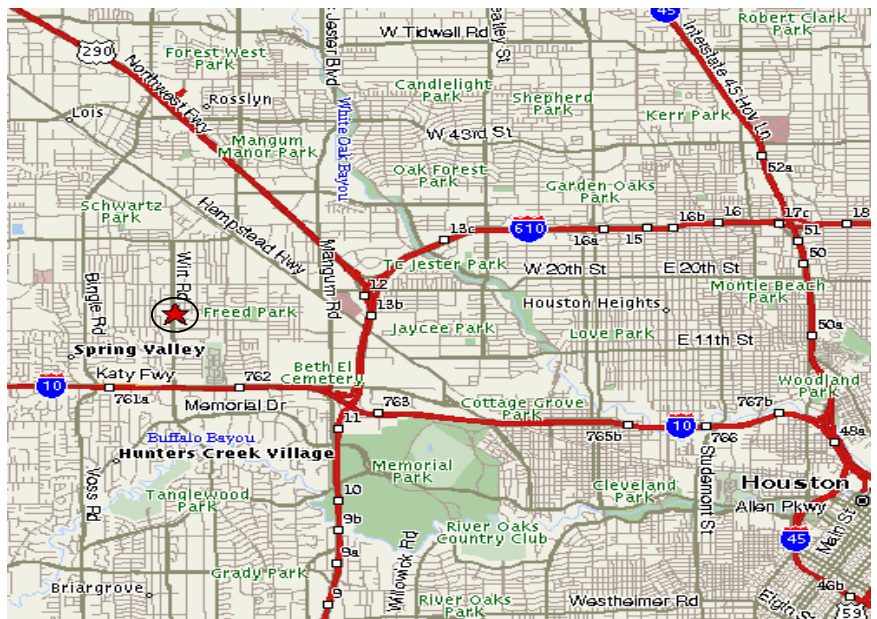 45
Robert Clark
Park
W Tidwell Rd
290
Forest West
Park
Northwest Fwy
Rosslyn
Lois
Candlelight
Park
Shepherd
Park
Interstate 45 Hov Ln
Kerr Park
White Oak Bayou
W 43rd St
Mangum
Manor Park
52a
Oak Forest
Park
Garden Oaks
Park
Schwartz
Park
Hempstead Hwy
13c
610
16a
15
16b
16
17c
18
51
50
Mangum Rd
Tc Jester Park
W 20th St
E 20th St
Bingle Rd
12
13b
Montie Beach
Park
Freed Park
Houston Heights
Jaycee Park
Love Park
E 11th St
50a
Spring Valley
Beth El
Cemetery
Katy Fwy
762
10
761a
Memorial Dr
Woodland
Park
Cottage Grove
Park
763
767b
11
765b
10
766
48a
Buffalo Bayou
Hunters Creek Village
Memorial
Park
Voss Rd
Tanglewood
Park
10
Studemont St
Houston
Cleveland
Park
Allen Pkwy
9b
River Oaks
Country Club
45
Main St
9a
Willowick Rd
Grady Park
Briargrove
9
River Oaks
Park
Westheimer Rd
46b
Elgin St
59